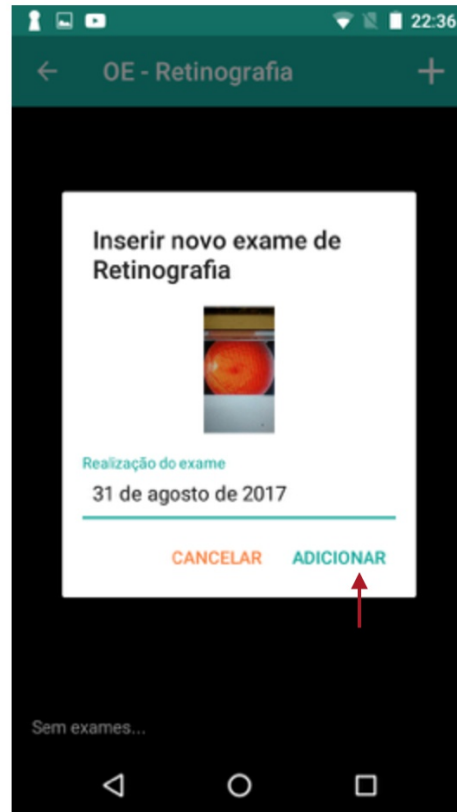 22:36
OE - Retinografia
Inserir novo exame de
Retinografia
Realização do exame
31 de agosto de 2017
CANCELAR ADICIONAR
Sem exames...